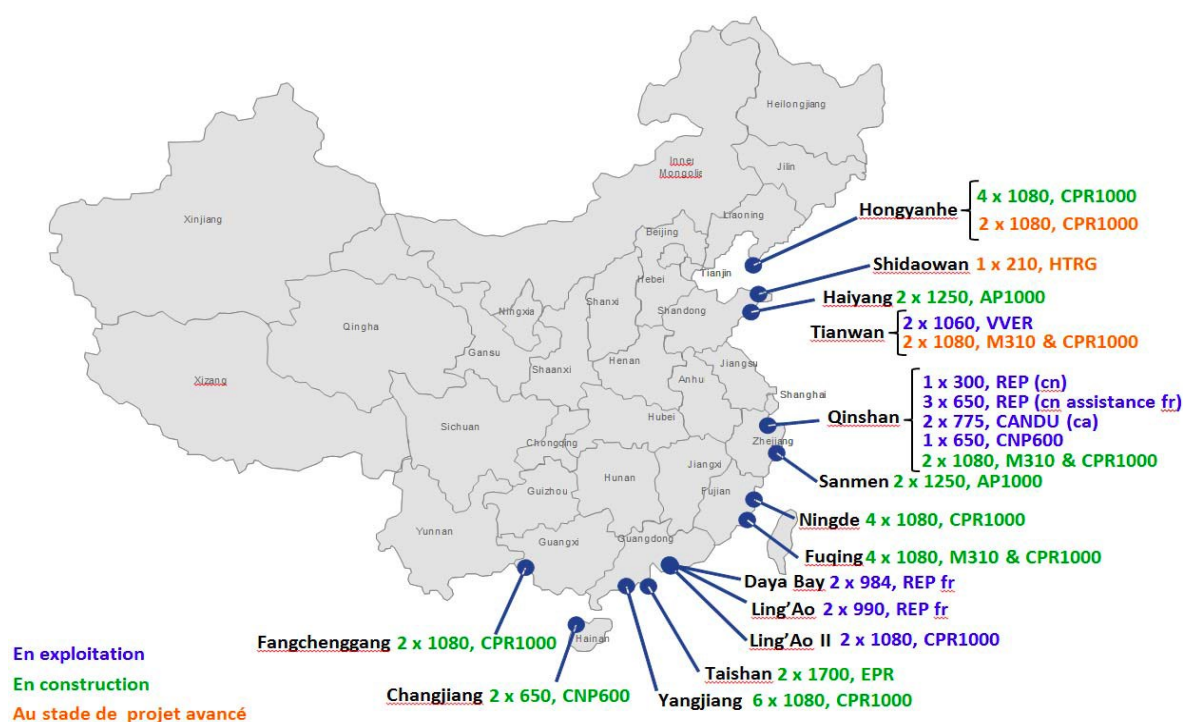 Heilongjiang
Jilin
Inner
Mongolia
Xinjiang
Liaoning
Beijing
Tianjin
Hebei
Shanxi
Ningxia
Shandong
Qingha
Gansu
Shaanxi
Henan
Jiangsu
Anhui
Shanghai
Xizang
Hubei
Sichuan
Chongqing
Zhejiang
Jiangxi
Hunan
Guizhou
Fujian
Yunnan
Guangxi
Guangdong
Hainan
Hongyanhe
4 x 1080, CPR1000
2 x 1080, CPR1000
Shidaowan 1 x 210, HTRG
Haiyang 2 x 1250, AP1000
Tianwan
2 x 1060, VVER
2 x 1080, M310 & CPR1000
Qinshan
1 x 300, REP (cn)
3 x 650, REP (cn assistance fr)
2 x 775, CANDU (ca)
1 x 650, CNP600
2 x 1080, M310 & CPR1000
Sanmen 2 x 1250, AP1000
Ningde 4 x 1080, CPR1000
Fuqing 4 x 1080, M310 & CPR1000
Daya Bay 2 x 984, REP fr
Ling’Ao 2 x 990, REP fr
Ling’Ao II 2 x 1080, CPR1000
Fangchenggang 2 x 1080, CPR1000
Taishan 2 x 1700, EPR
Changjiang 2 x 650, CNP600
Yangjiang 6 x 1080, CPR1000
En exploitation
En construction
Au stade de projet avancé